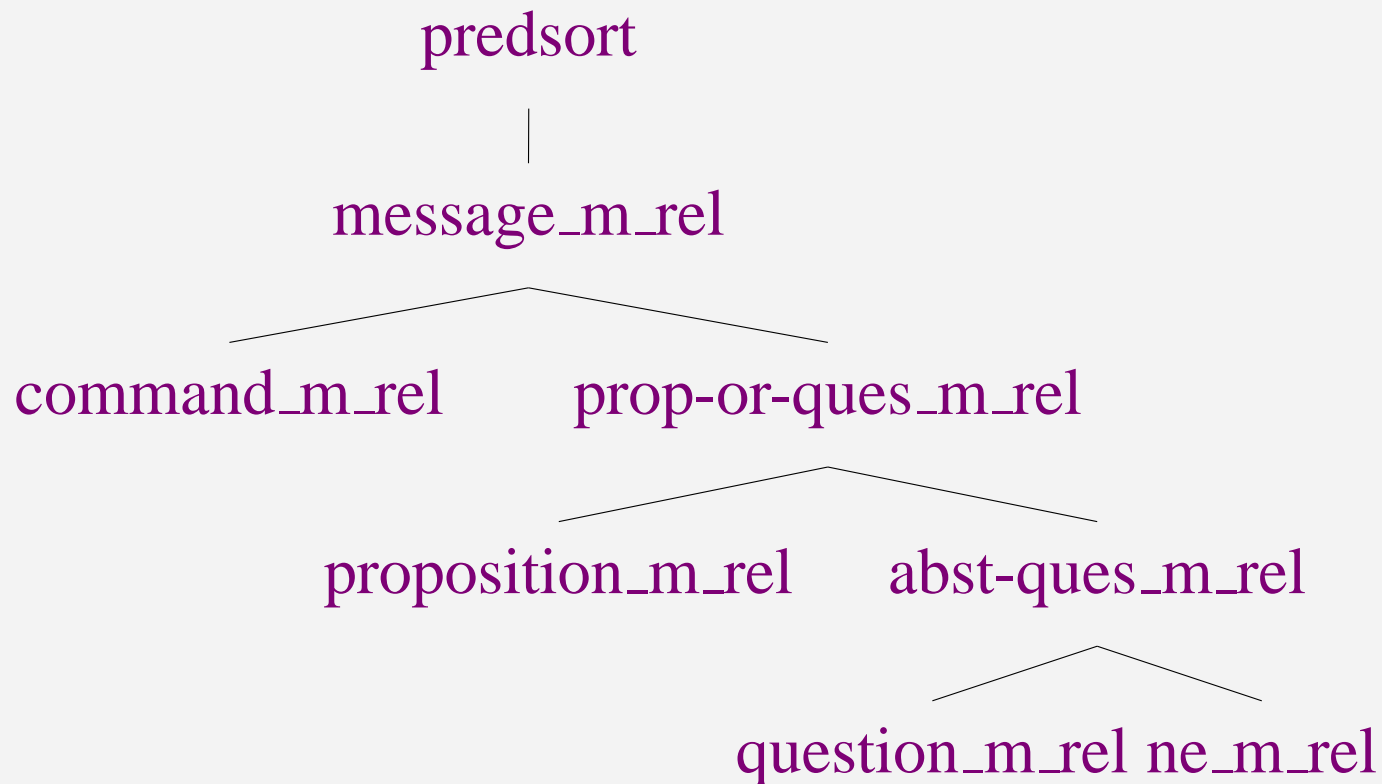 predsort
message_m_rel
command_m_rel prop-or-ques_m_rel
proposition_m_rel abst-ques_m_rel
question_m_rel ne_m_rel